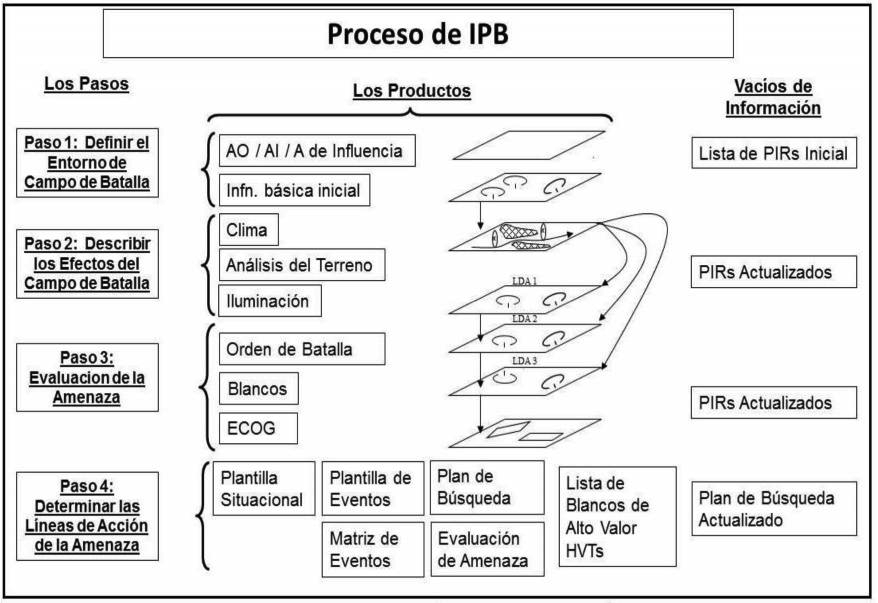 Proceso de IPB
Los Pasos
Los Productos
Vacíos de
Información
Paso 1: Definir el
Entorno de
Campo de Batalla
AO / AI / A de Influencia
Infn. básica inicial
Lista de PIRs Inicial
Paso 2: Describir
los Efectos del
Campo de Batalla
Clima
Análisis del Terreno
Iluminación
PIRs Actualizados
LDA 1
LDA 2
LDA 3
Paso 3:
Evaluacion de la
Amenaza
Orden de Batalla
Blancos
ECOG
PIRs Actualizados
Paso 4:
Determinar las
Líneas de Acción
de la Amenaza
Plantilla
Situacional
Plantilla de
Eventos
Plan de
Búsqueda
Matriz de
Eventos
Evaluación
de Amenaza
Lista de
Blancos de
Alto Valor
HVTs
Plan de Búsqueda
Actualizado